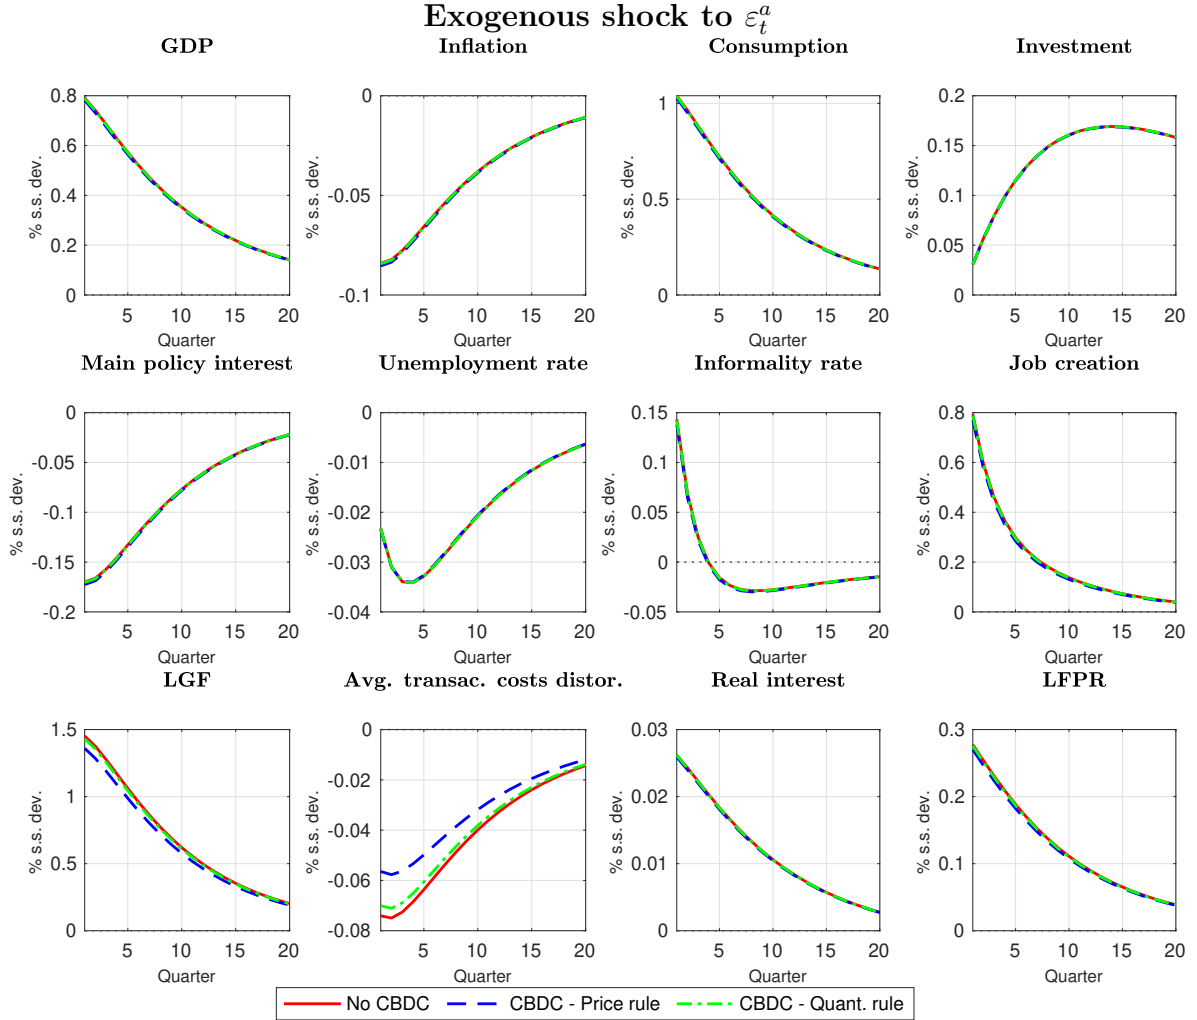 Exogenous shock to ε_t^a
GDP
Inflation
Consumption
Investment
0.8
0.6
0.4
0.2
0
% s.s. dev.
5 10 15 20
Quarter
0
-0.05
-0.1
% s.s. dev.
5 10 15 20
Quarter
1
0.5
0
% s.s. dev.
5 10 15 20
Quarter
0.2
0.15
0.1
0.05
0
% s.s. dev.
5 10 15 20
Quarter
Main policy interest
Unemployment rate
Informality rate
Job creation
0
-0.05
-0.1
-0.15
-0.2
% s.s. dev.
5 10 15 20
Quarter
0
-0.01
-0.02
-0.03
-0.04
% s.s. dev.
5 10 15 20
Quarter
0.15
0.1
0.05
0
-0.05
% s.s. dev.
5 10 15 20
Quarter
0.8
0.6
0.4
0.2
0
% s.s. dev.
5 10 15 20
Quarter
LGF
Avg. transac. costs distor.
Real interest
LFPR
1.5
1
0.5
0
% s.s. dev.
5 10 15 20
Quarter
0
-0.02
-0.04
-0.06
-0.08
% s.s. dev.
5 10 15 20
Quarter
0.03
0.02
0.01
0
% s.s. dev.
5 10 15 20
Quarter
0.3
0.2
0.1
0
% s.s. dev.
5 10 15 20
Quarter
No CBDC
CBDC - Price rule
CBDC - Quant. rule